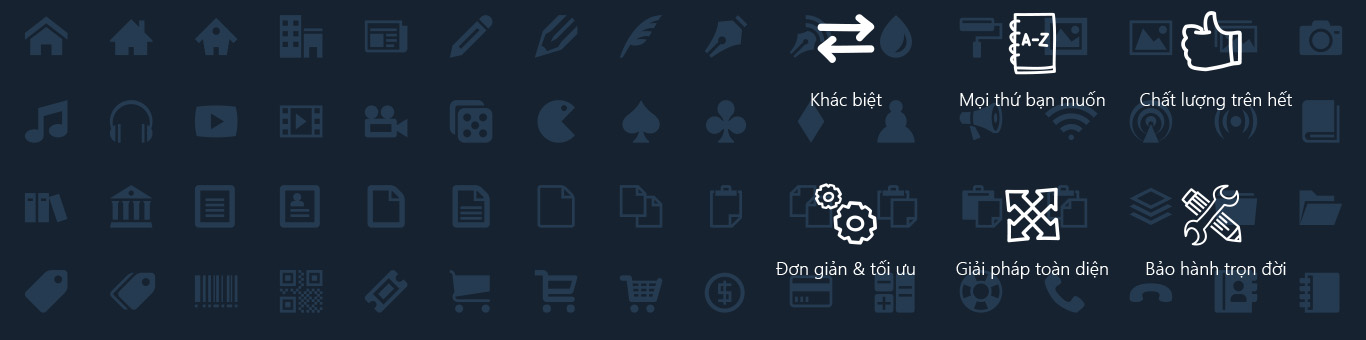 A-Z
Khác biệt
Mọi thứ bạn muốn
Chất lượng trên hết
Đơn giản & tối ưu
Giải pháp toàn diện
Bảo hành trọn đời